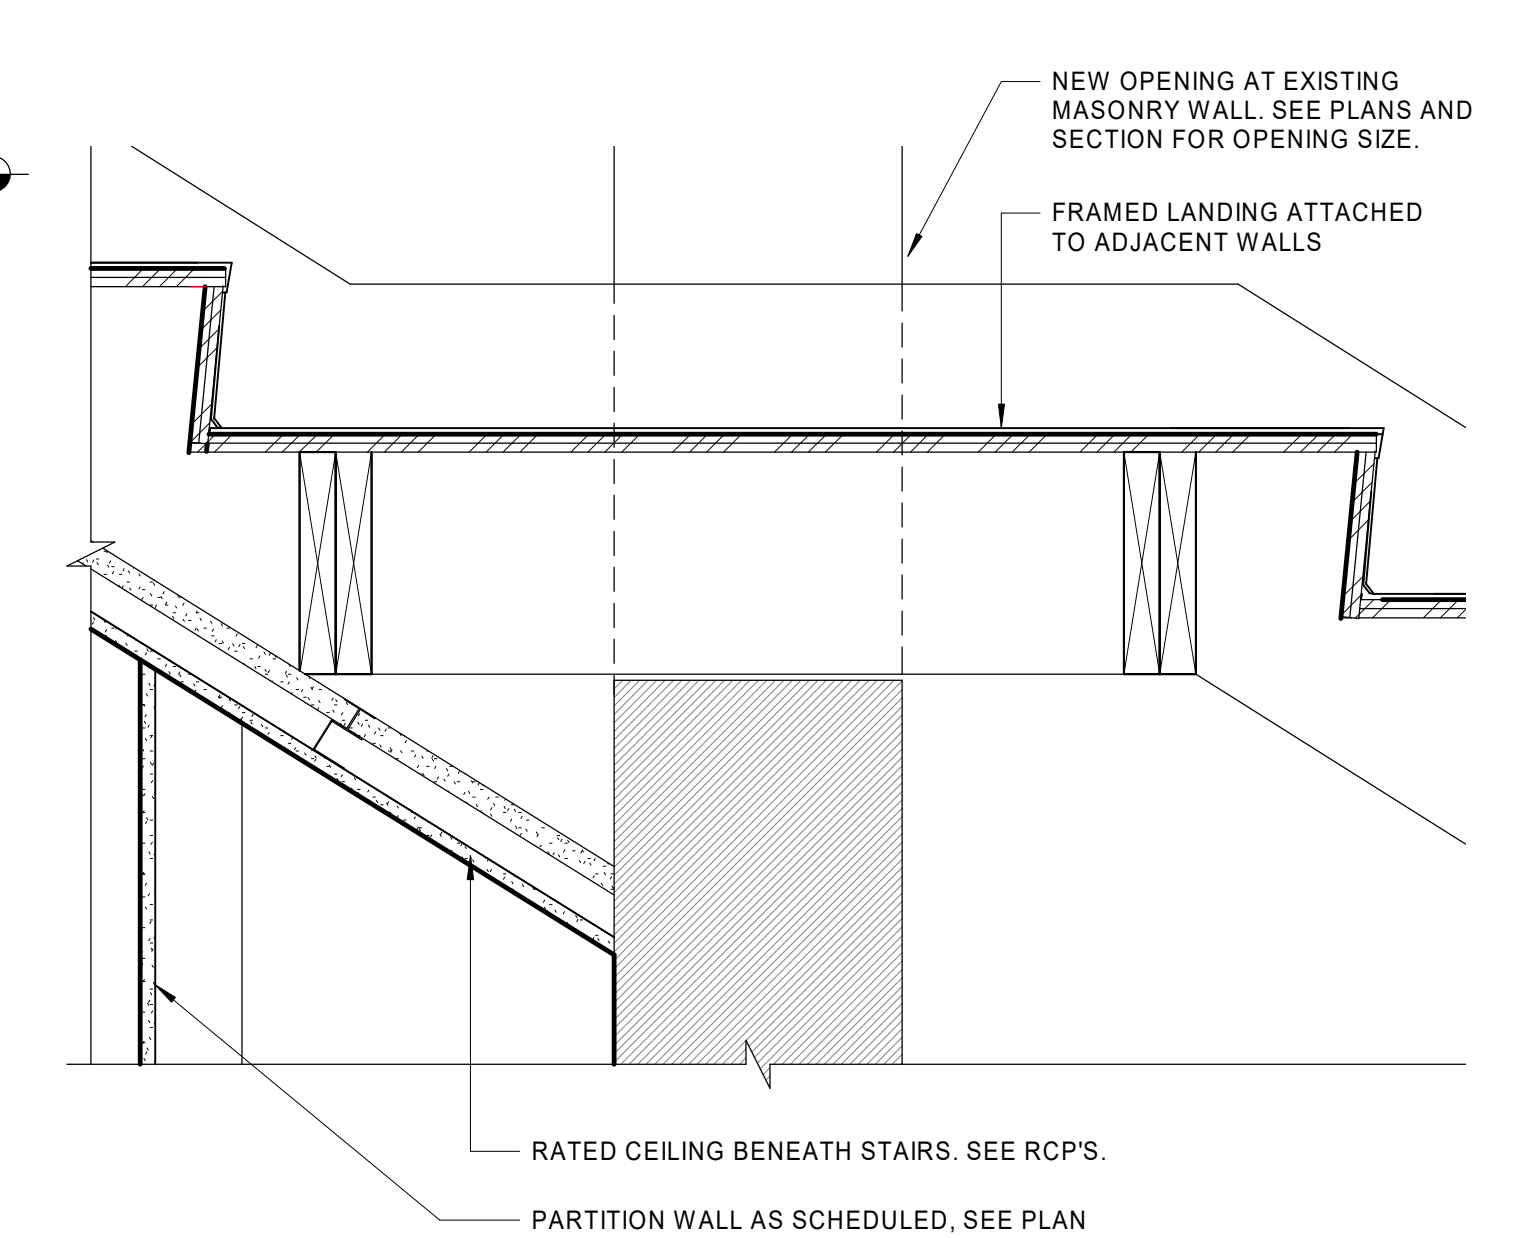 NEW OPENING AT EXISTING
MASONRY WALL. SEE PLANS AND
SECTION FOR OPENING SIZE.
FRAMED LANDING ATTACHED
TO ADJACENT WALLS
RATED CEILING BENEATH STAIRS. SEE RCP'S.
PARTITION WALL AS SCHEDULED, SEE PLAN